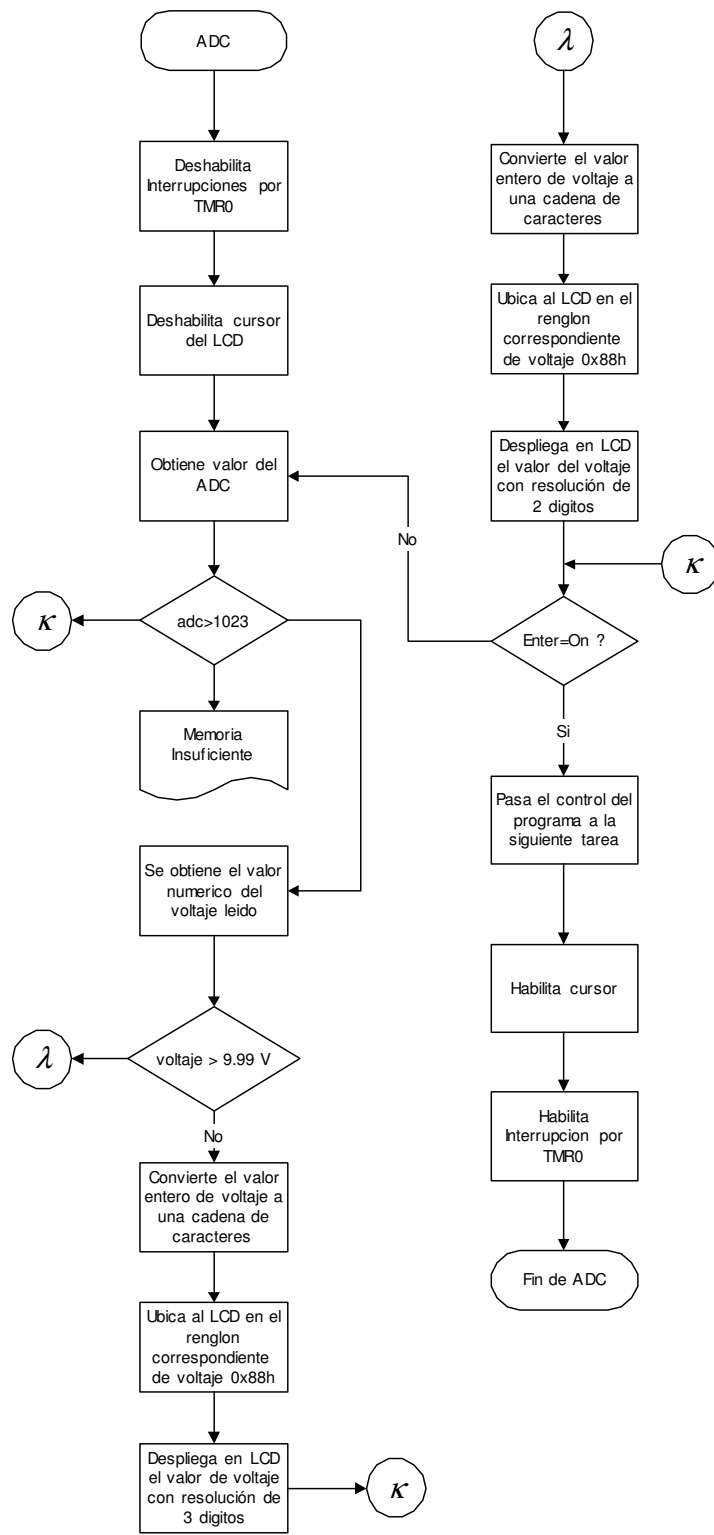 ADC
Deshabilita
Interrupciones por
TMR0
Deshabilita cursor
del LCD
Obtiene valor del
ADC
adc>1023
κ
Memoria
Insuficiente
Se obtiene el valor
numerico del
voltaje leido
voltaje > 9.99 V
λ
No
Convierte el valor
entero de voltaje a
una cadena de
caracteres
Ubica al LCD en el
renglon
correspondiente
de voltaje 0x88h
Despliega en LCD
el valor de voltaje
con resolución de
3 digitos
κ
λ
Convierte el valor
entero de voltaje a
una cadena de
caracteres
Ubica al LCD en el
renglon
correspondiente
de voltaje 0x88h
Despliega en LCD
el valor del voltaje
con resolución de
2 digitos
κ
No
Enter=On ?
Si
Pasa el control del
programa a la
siguiente tarea
Habilita cursor
Habilita
Interrupcion por
TMR0
Fin de ADC